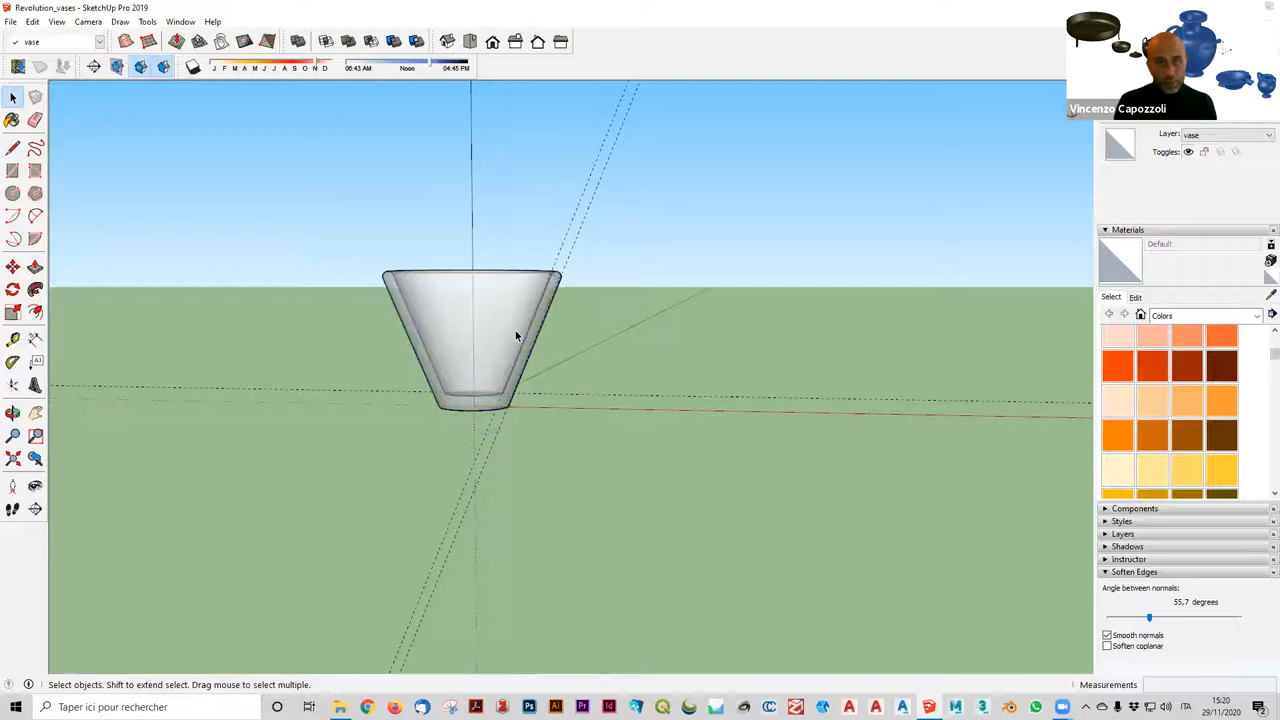 Revolution_vases - SketchUp Pro 2019
File Edit View Camera Draw Tools Window Help
vase
J F M A M J J A S O N D
06:43 AM Noon 04:45 PM
Vincenzo Capozzoli
Layer: vase
Toggles:
Materials
Default
Select Edit
Colors
Components
Styles
Layers
Shadows
Instructor
Soften Edges
Angle between normals:
55,7 degrees
Smooth normals
Soften coplanar
Select objects. Shift to extend select. Drag mouse to select multiple.
Measurements
Taper ici pour rechercher
ITA
15:20
29/11/2020